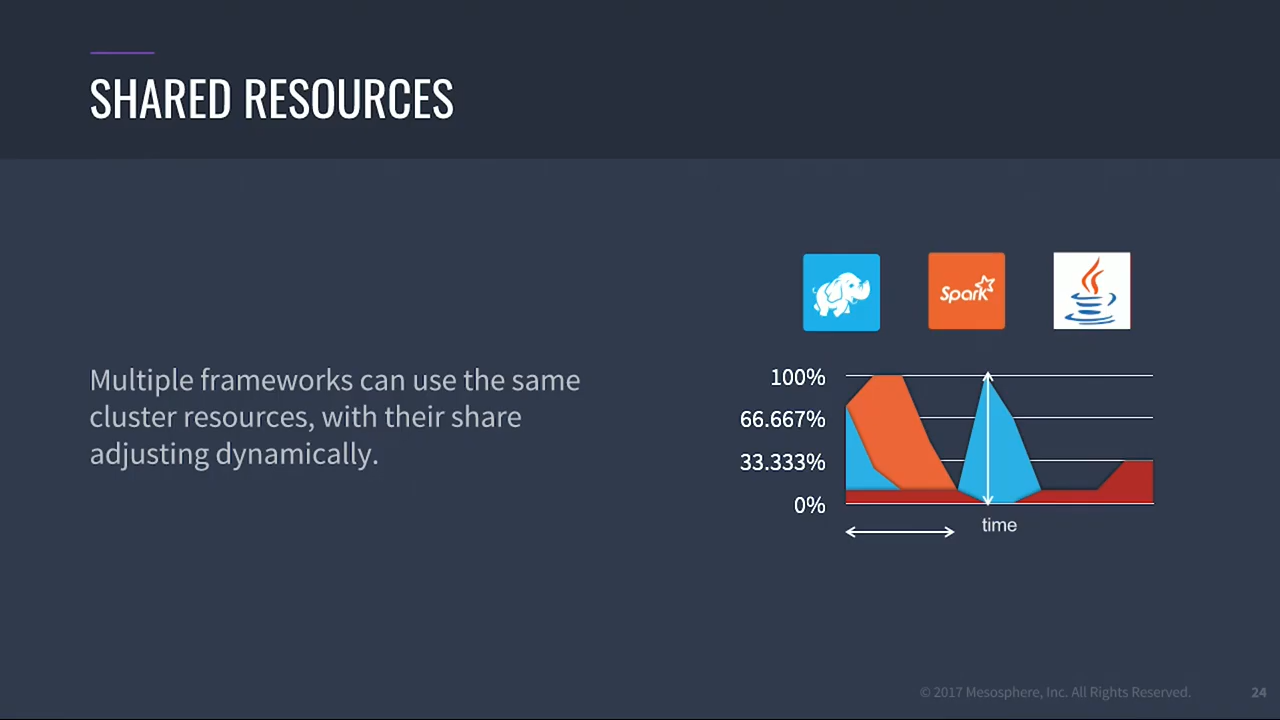 SHARED RESOURCES
Multiple frameworks can use the same
cluster resources, with their share
adjusting dynamically.
Spark
100%
66.667%
33.333%
0%
time
© 2017 Mesosphere, Inc. All Rights Reserved.
24